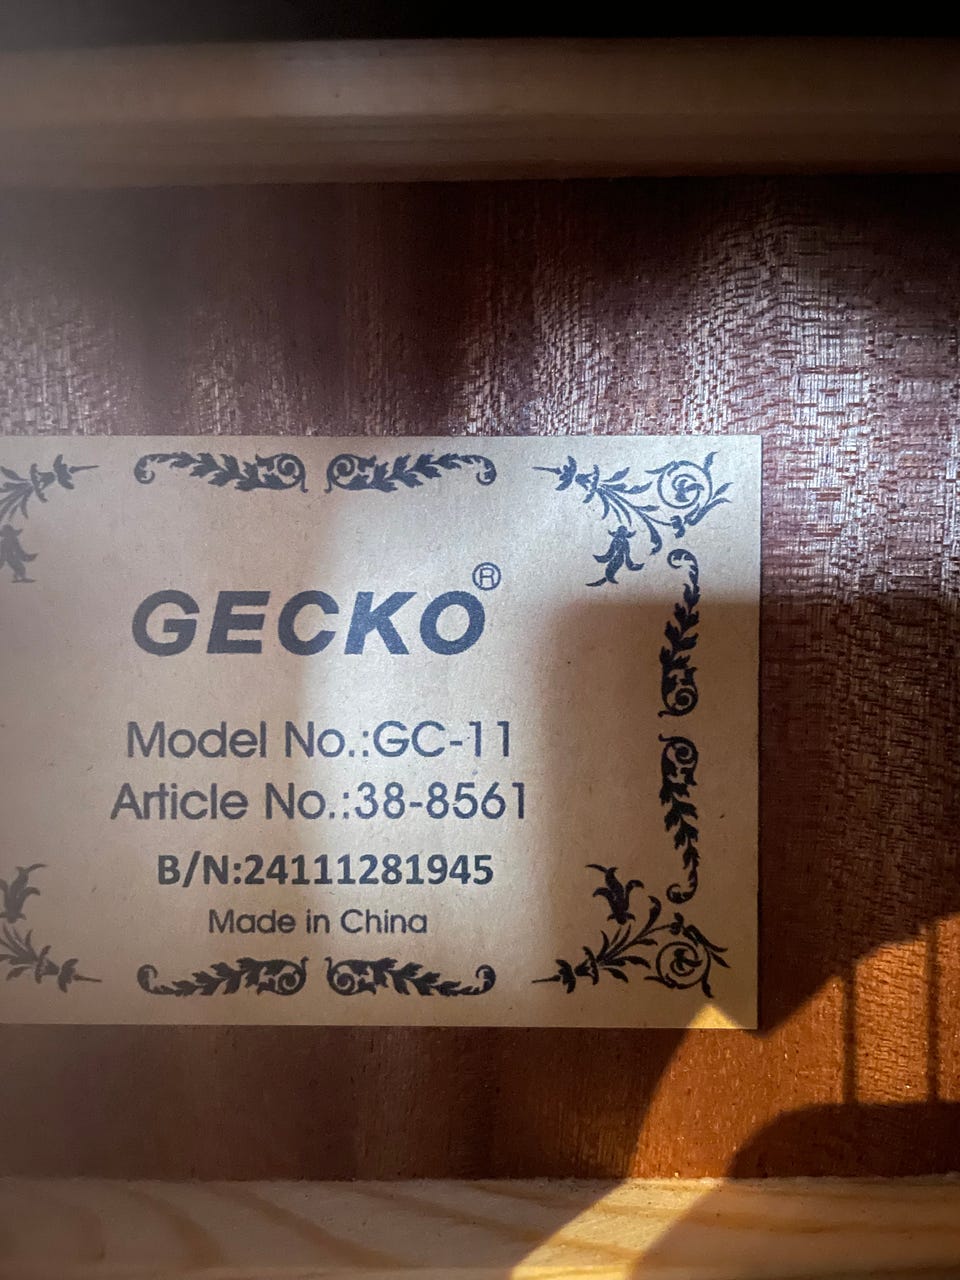 GECKO®
Model No.:GC-11
Article No.:38-8561
B/N:24111281945
Made in China